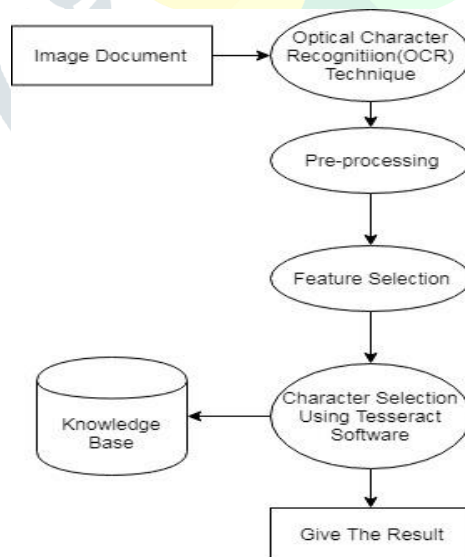 Image Document
Optical Character
Recognitiion(OCR)
Technique
Pre-processing
Feature Selection
Character Selection
Using Tesseract
Software
Knowledge
Base
Give The Result